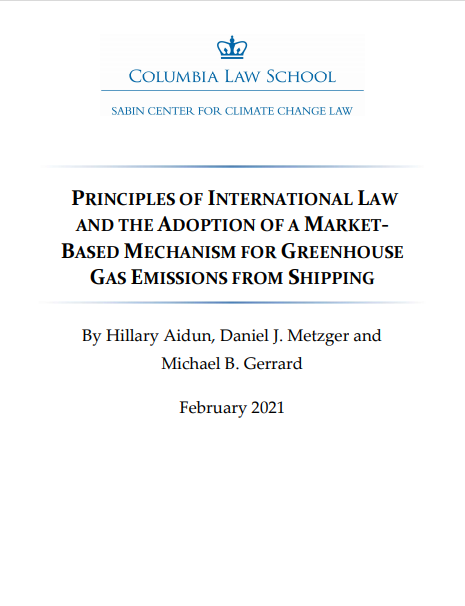 COLUMBIA LAW SCHOOL
SABIN CENTER FOR CLIMATE CHANGE LAW
PRINCIPLES OF INTERNATIONAL LAW
AND THE ADOPTION OF A MARKET-
BASED MECHANISM FOR GREENHOUSE
GAS EMISSIONS FROM SHIPPING
By Hillary Aidun, Daniel J. Metzger and
Michael B. Gerrard
February 2021